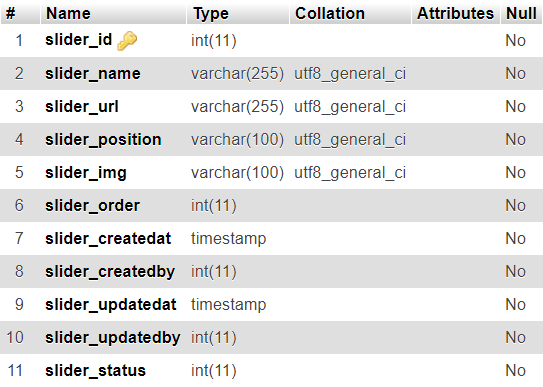 # Name Type Collation Attributes Null
1 slider_id int(11) No
2 slider_name varchar(255) utf8_general_ci No
3 slider_url varchar(255) utf8_general_ci No
4 slider_position varchar(100) utf8_general_ci No
5 slider_img varchar(100) utf8_general_ci No
6 slider_order int(11) No
7 slider_createdat timestamp No
8 slider_createdby int(11) No
9 slider_updatedat timestamp No
10 slider_updatedby int(11) No
11 slider_status int(11) No